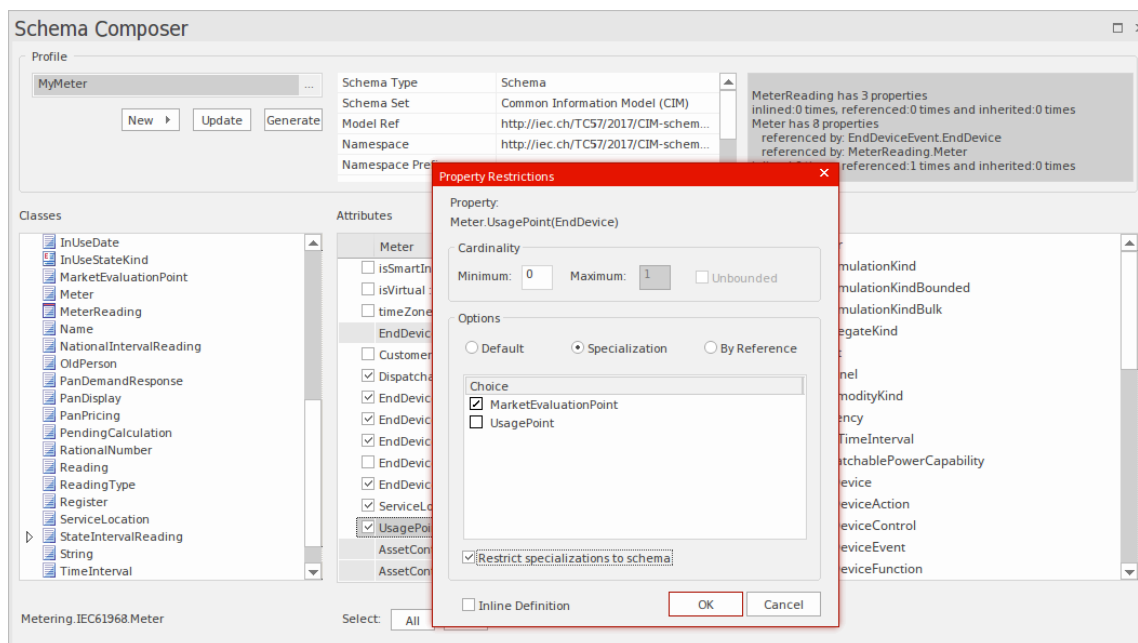 Schema Composer
Profile
MyMeter ...
New Update Generate
Schema Type Schema
Schema Set Common Information Model (CIM)
Model Ref http://iec.ch/TC57/2017/CIM-schem...
Namespace http://iec.ch/TC57/2017/CIM-schem...
Namespace
MeterReading has 3 properties
inlined:0 times, referenced:0 times and inherited:0 times
Meter has 8 properties
referenced by: EndDeviceEvent.EndDevice
referenced by: MeterReading.Meter
referenced:1 times and inherited:0 times
Classes
InUseDate
InUseStateKind
MarketEvaluationPoint
Meter
MeterReading
Name
NationalIntervalReading
OldPerson
PanDemandResponse
PanDisplay
PanPricing
PendingCalculation
RationalNumber
Reading
ReadingType
Register
ServiceLocation
StateIntervalReading
String
TimeInterval
Attributes
Meter
isSmartIn
isVirtual :
timeZone
EndDevic
Customer
Dispatcha
EndDevic
EndDevic
EndDevic
EndDevic
EndDevic
ServiceLo
UsagePoi
AssetCon
AssetCon
Property Restrictions
Property:
Meter.UsagePoint(EndDevice)
Cardinality
Minimum: 0 Maximum: 1 Unbounded
Options
Default Specialization By Reference
Choice
MarketEvaluationPoint
UsagePoint
Restrict specializations to schema
Inline Definition OK Cancel
mulationKind
mulationKindBounded
mulationKindBulk
egateKind
nel
modityKind
ency
TimeInterval
atchablePowerCapability
evice
eviceAction
eviceControl
eviceEvent
eviceFunction
Metering.IEC61968.Meter
Select: All